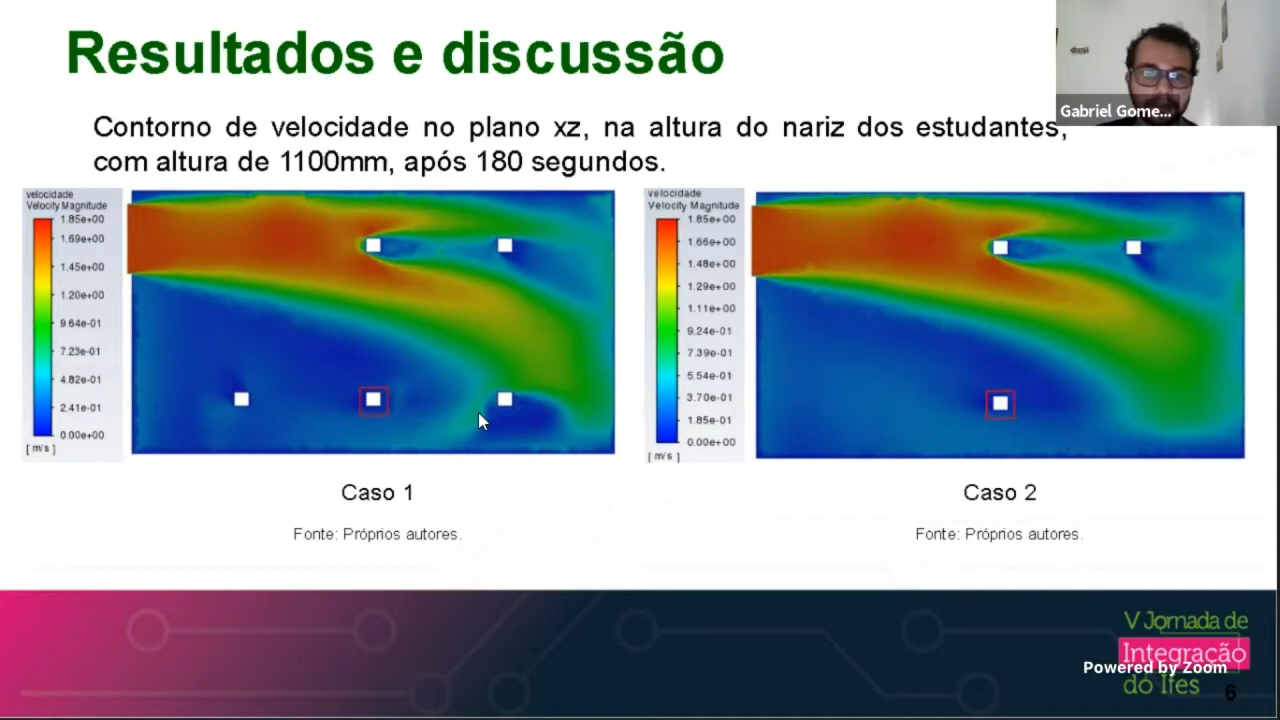 Resultados e discussão
Gabriel Gome...
Contorno de velocidade no plano xz, na altura do nariz dos estudantes,
com altura de 1100mm, após 180 segundos.
velocidade
Velocity Magnitude
1.85e+00
1.69e+00
1.45e+00
1.20e+00
9.64e-01
7.23e-01
4.82e-01
2.41e-01
0.00e+00
[ m/s ]
velocidade
Velocity Magnitude
1.85e+00
1.66e+00
1.48e+00
1.29e+00
1.11e+00
9.24e-01
7.39e-01
5.54e-01
3.70e-01
1.85e-01
0.00e+00
[ m/s ]
Caso 1
Caso 2
Fonte: Próprios autores.
Fonte: Próprios autores.
V Jornada de
Integração
do Ifes
Powered by Zoom
6